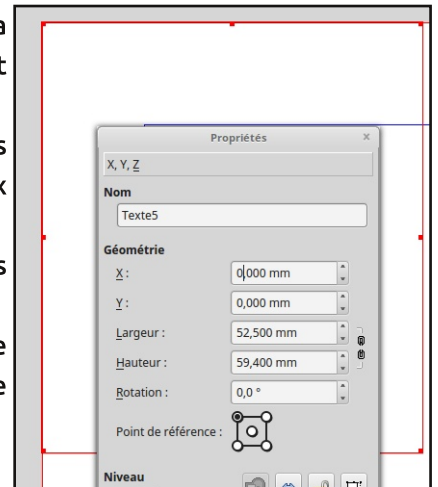 a
t
s
x
s
e
e
Propriétés ×
X, Y, Z
Nom
Texte5
Géométrie
X : 0,000 mm
Y : 0,000 mm
Largeur : 52,500 mm
Hauteur : 59,400 mm
Rotation : 0,0 °
Point de référence :
Niveau